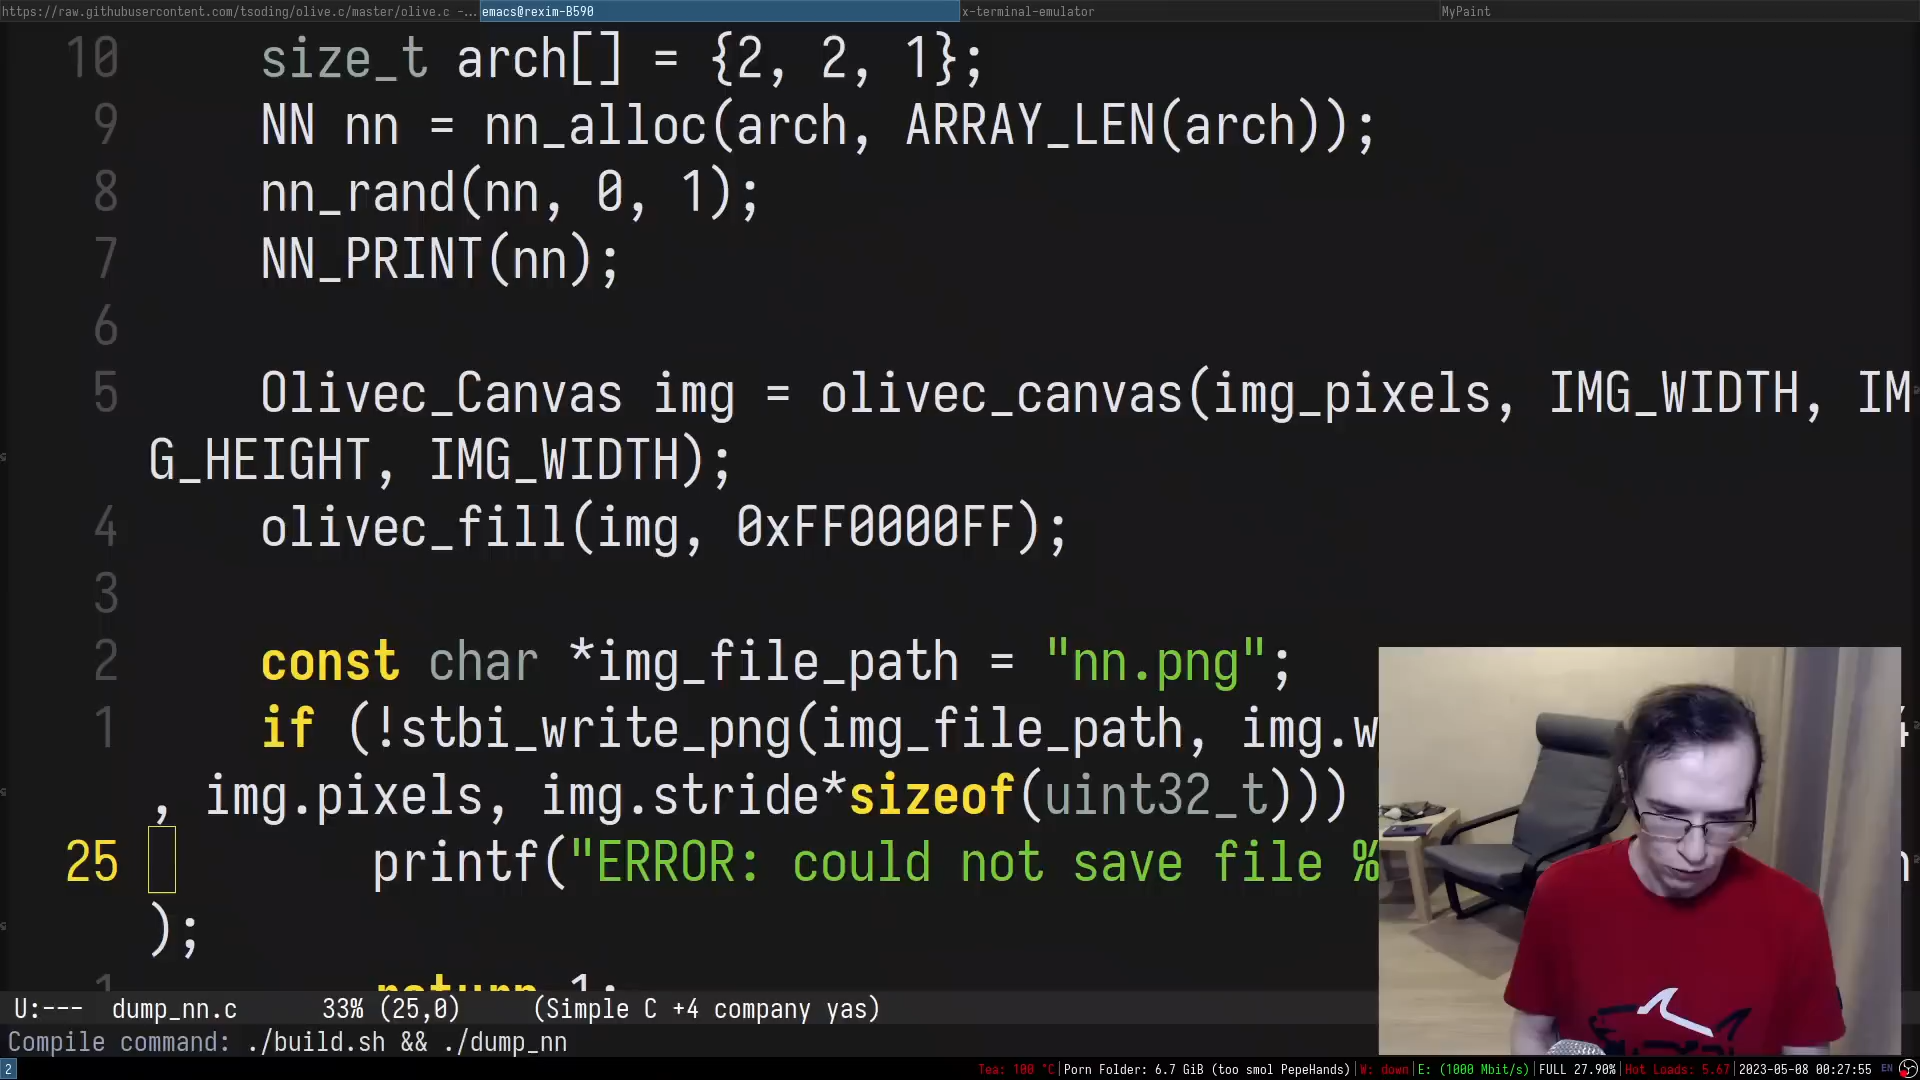 https://raw.githubusercontent.com/tsoding/olive.c/master/olive.c -... emacs@rexim-B590 x-terminal-emulator MyPaint
10 size_t arch[] = {2, 2, 1};
9 NN nn = nn_alloc(arch, ARRAY_LEN(arch));
8 nn_rand(nn, 0, 1);
7 NN_PRINT(nn);
6
5 Olivec_Canvas img = olivec_canvas(img_pixels, IMG_WIDTH, IM
G_HEIGHT, IMG_WIDTH);
4 olivec_fill(img, 0xFF0000FF);
3
2 const char *img_file_path = "nn.png";
1 if (!stbi_write_png(img_file_path, img.w
, img.pixels, img.stride*sizeof(uint32_t)))
25 printf("ERROR: could not save file %
);
1 return 1;
U:--- dump_nn.c 33% (25,0) (Simple C +4 company yas)
Compile command: ./build.sh && ./dump_nn
2 Tea: 100 °C|Porn Folder: 6.7 GiB (too smol PepeHands)|W: down|E: (1000 Mbit/s)|FULL 27.90%|Hot Loads: 5.67|2023-05-08 00:27:55 EN